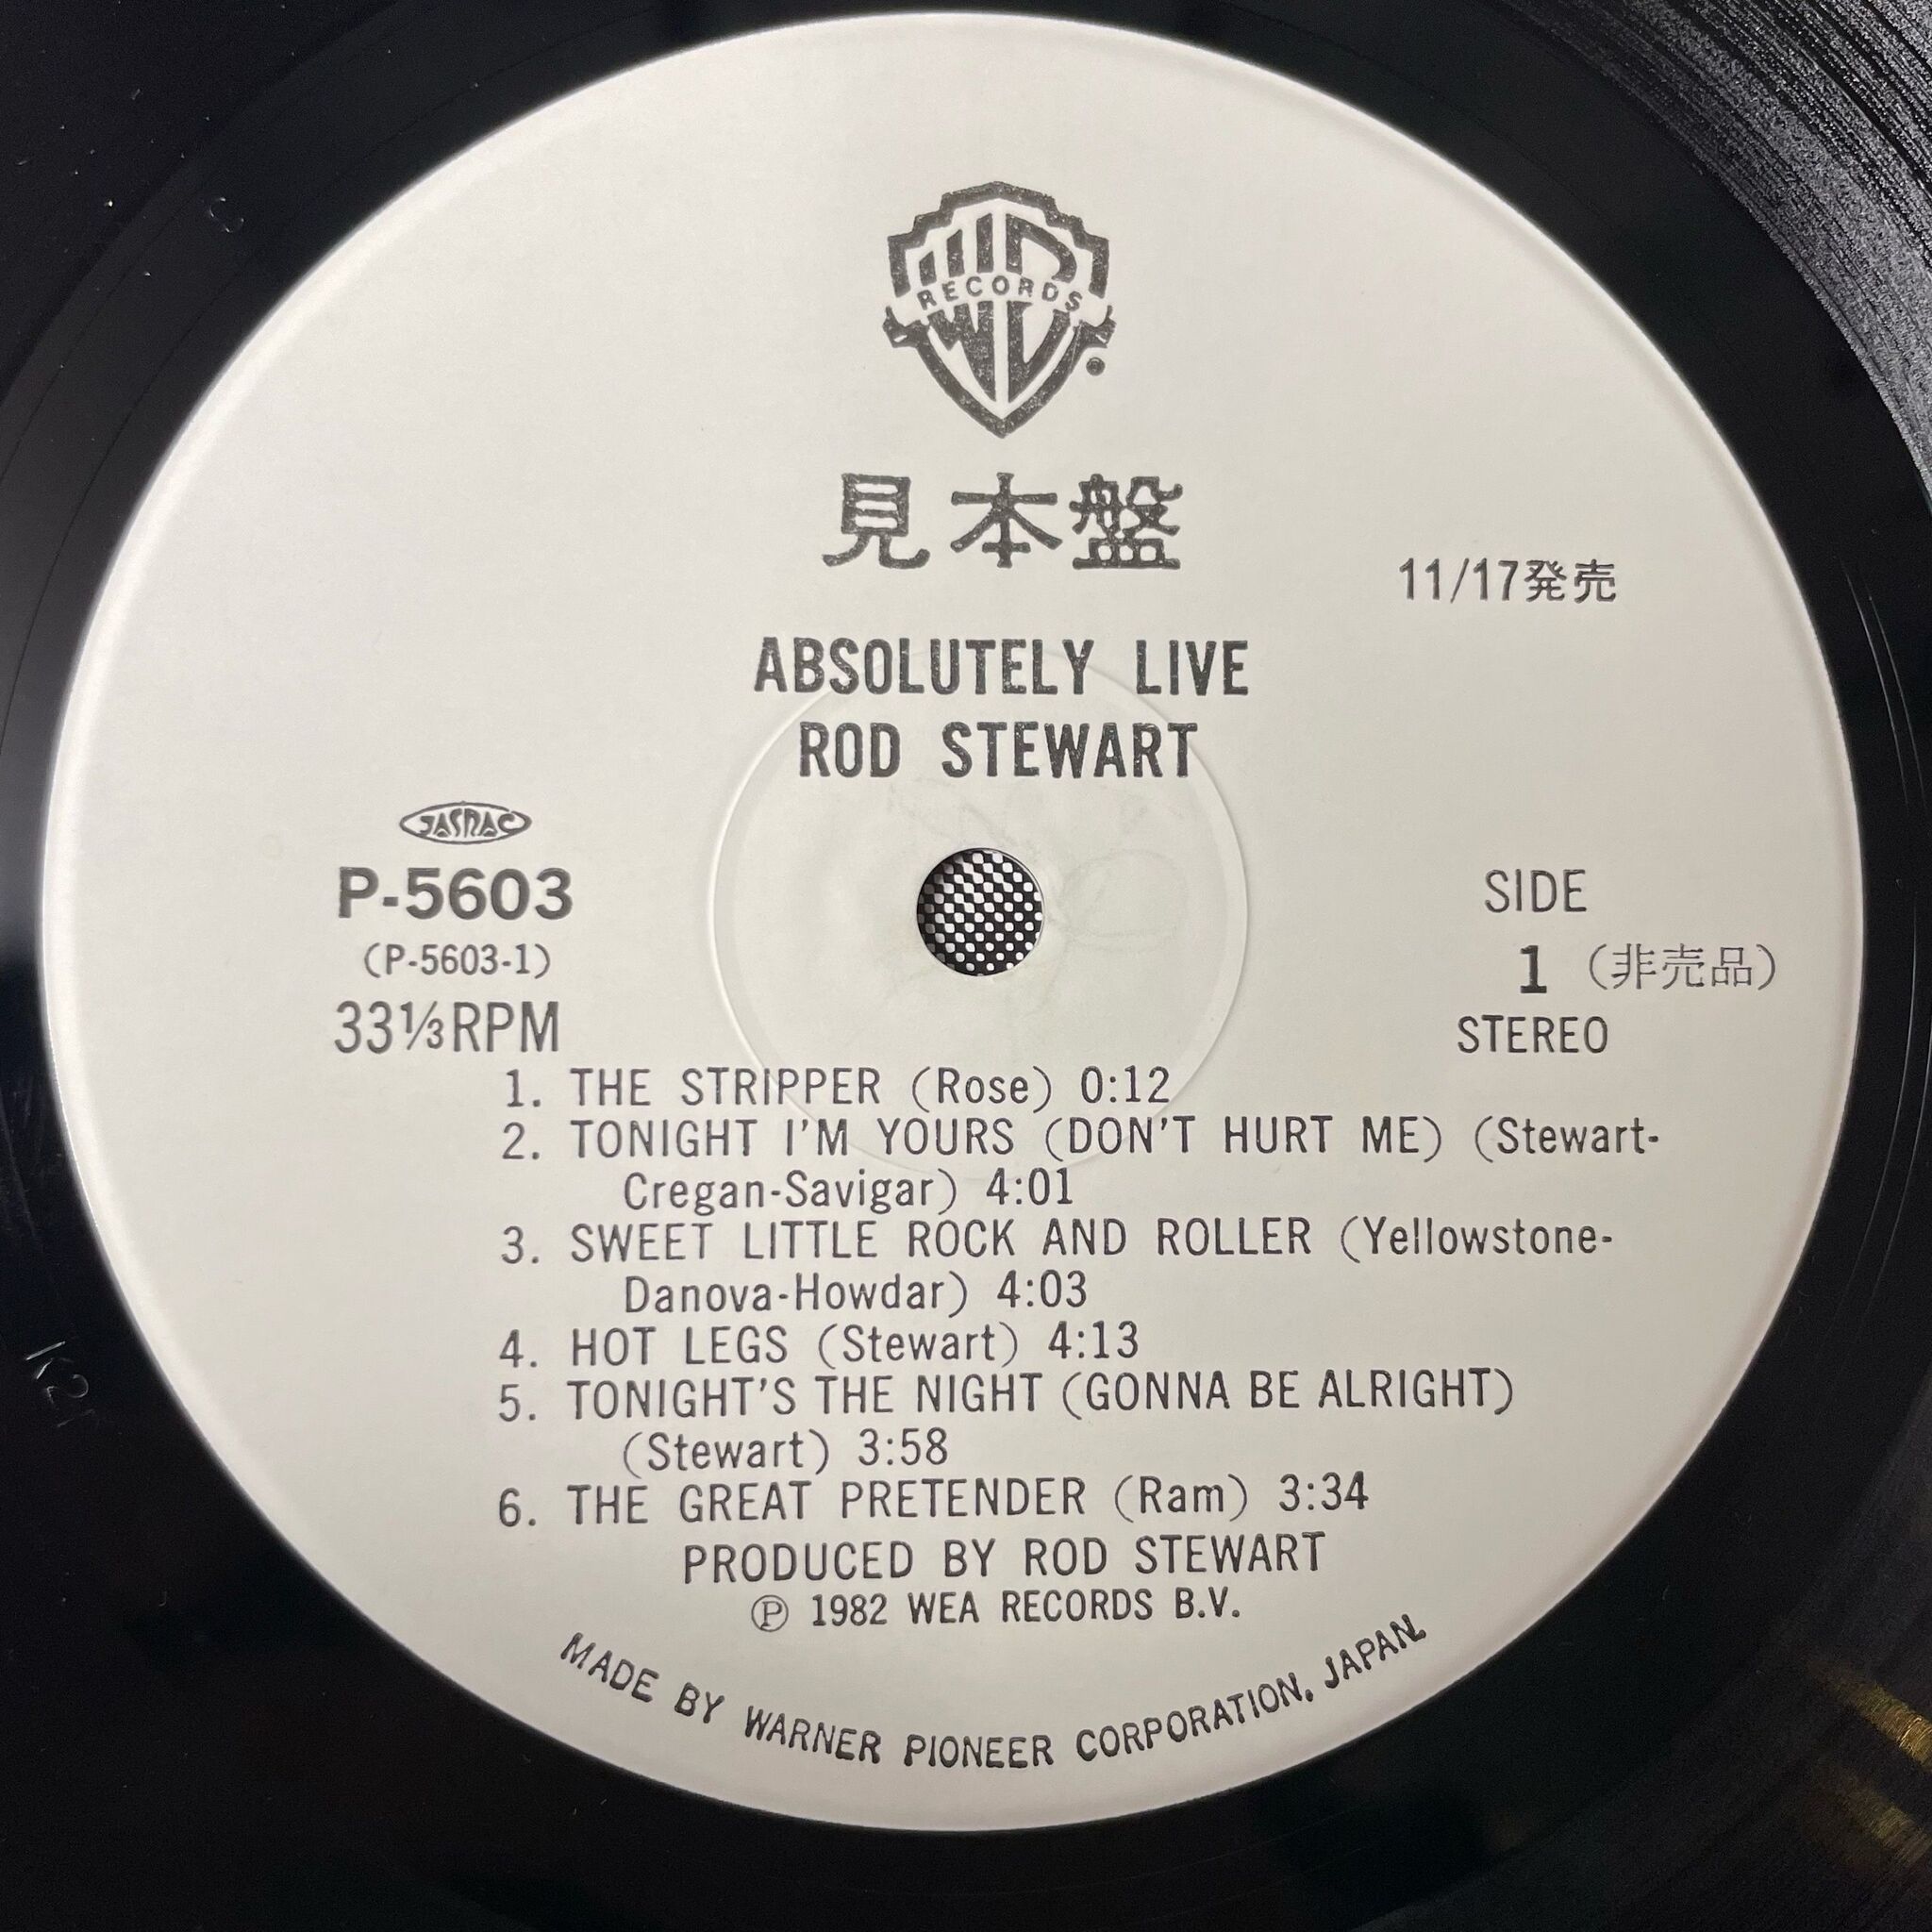 RECORDS
見本盤
11/17発売
ABSOLUTELY LIVE
ROD STEWART
JASRAC
P-5603
(P-5603-1)
33⅓RPM
SIDE
1 (非売品)
STEREO
1. THE STRIPPER (Rose) 0:12
2. TONIGHT I'M YOURS (DON'T HURT ME) (Stewart-
Cregan-Savigar) 4:01
3. SWEET LITTLE ROCK AND ROLLER (Yellowstone-
Danova-Howdar) 4:03
4. HOT LEGS (Stewart) 4:13
5. TONIGHT'S THE NIGHT (GONNA BE ALRIGHT)
(Stewart) 3:58
6. THE GREAT PRETENDER (Ram) 3:34
PRODUCED BY ROD STEWART
Ⓟ 1982 WEA RECORDS B.V.
MADE BY WARNER PIONEER CORPORATION, JAPAN.